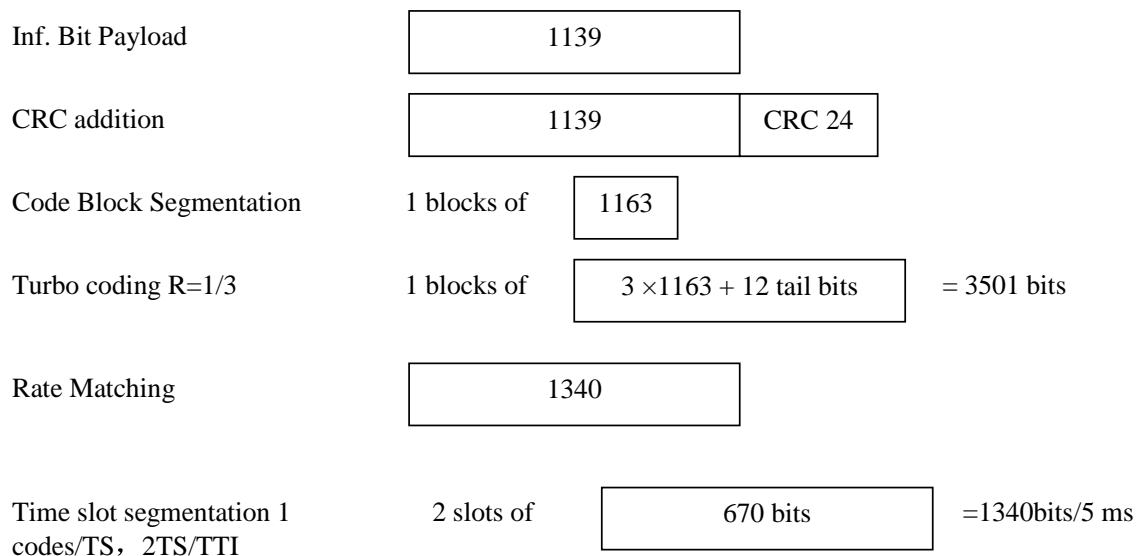 Inf. Bit Payload 1139
CRC addition 1139 CRC 24
Code Block Segmentation 1 blocks of 1163
Turbo coding R=1/3 1 blocks of 3 ×1163 + 12 tail bits = 3501 bits
Rate Matching 1340
Time slot segmentation 1 2 slots of 670 bits =1340bits/5 ms
codes/TS，2TS/TTI